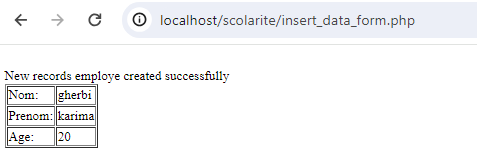 localhost/scolarite/insert_data_form.php
New records employe created successfully
Nom: gherbi
Prenom: karima
Age: 20